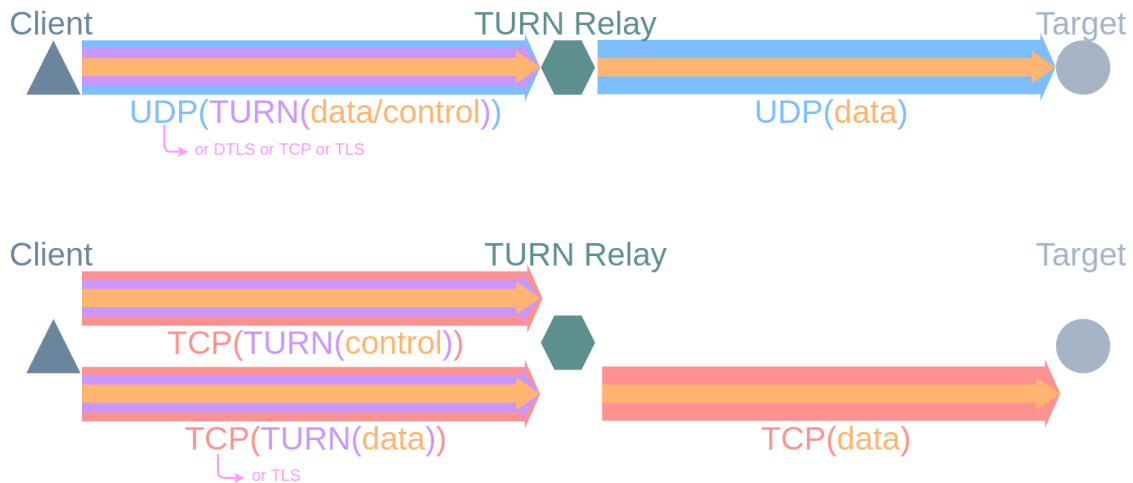 Client
TURN Relay
Target
UDP(TURN(data/control))
UDP(data)
or DTLS or TCP or TLS
Client
TURN Relay
Target
TCP(TURN(control))
TCP(TURN(data))
TCP(data)
or TLS